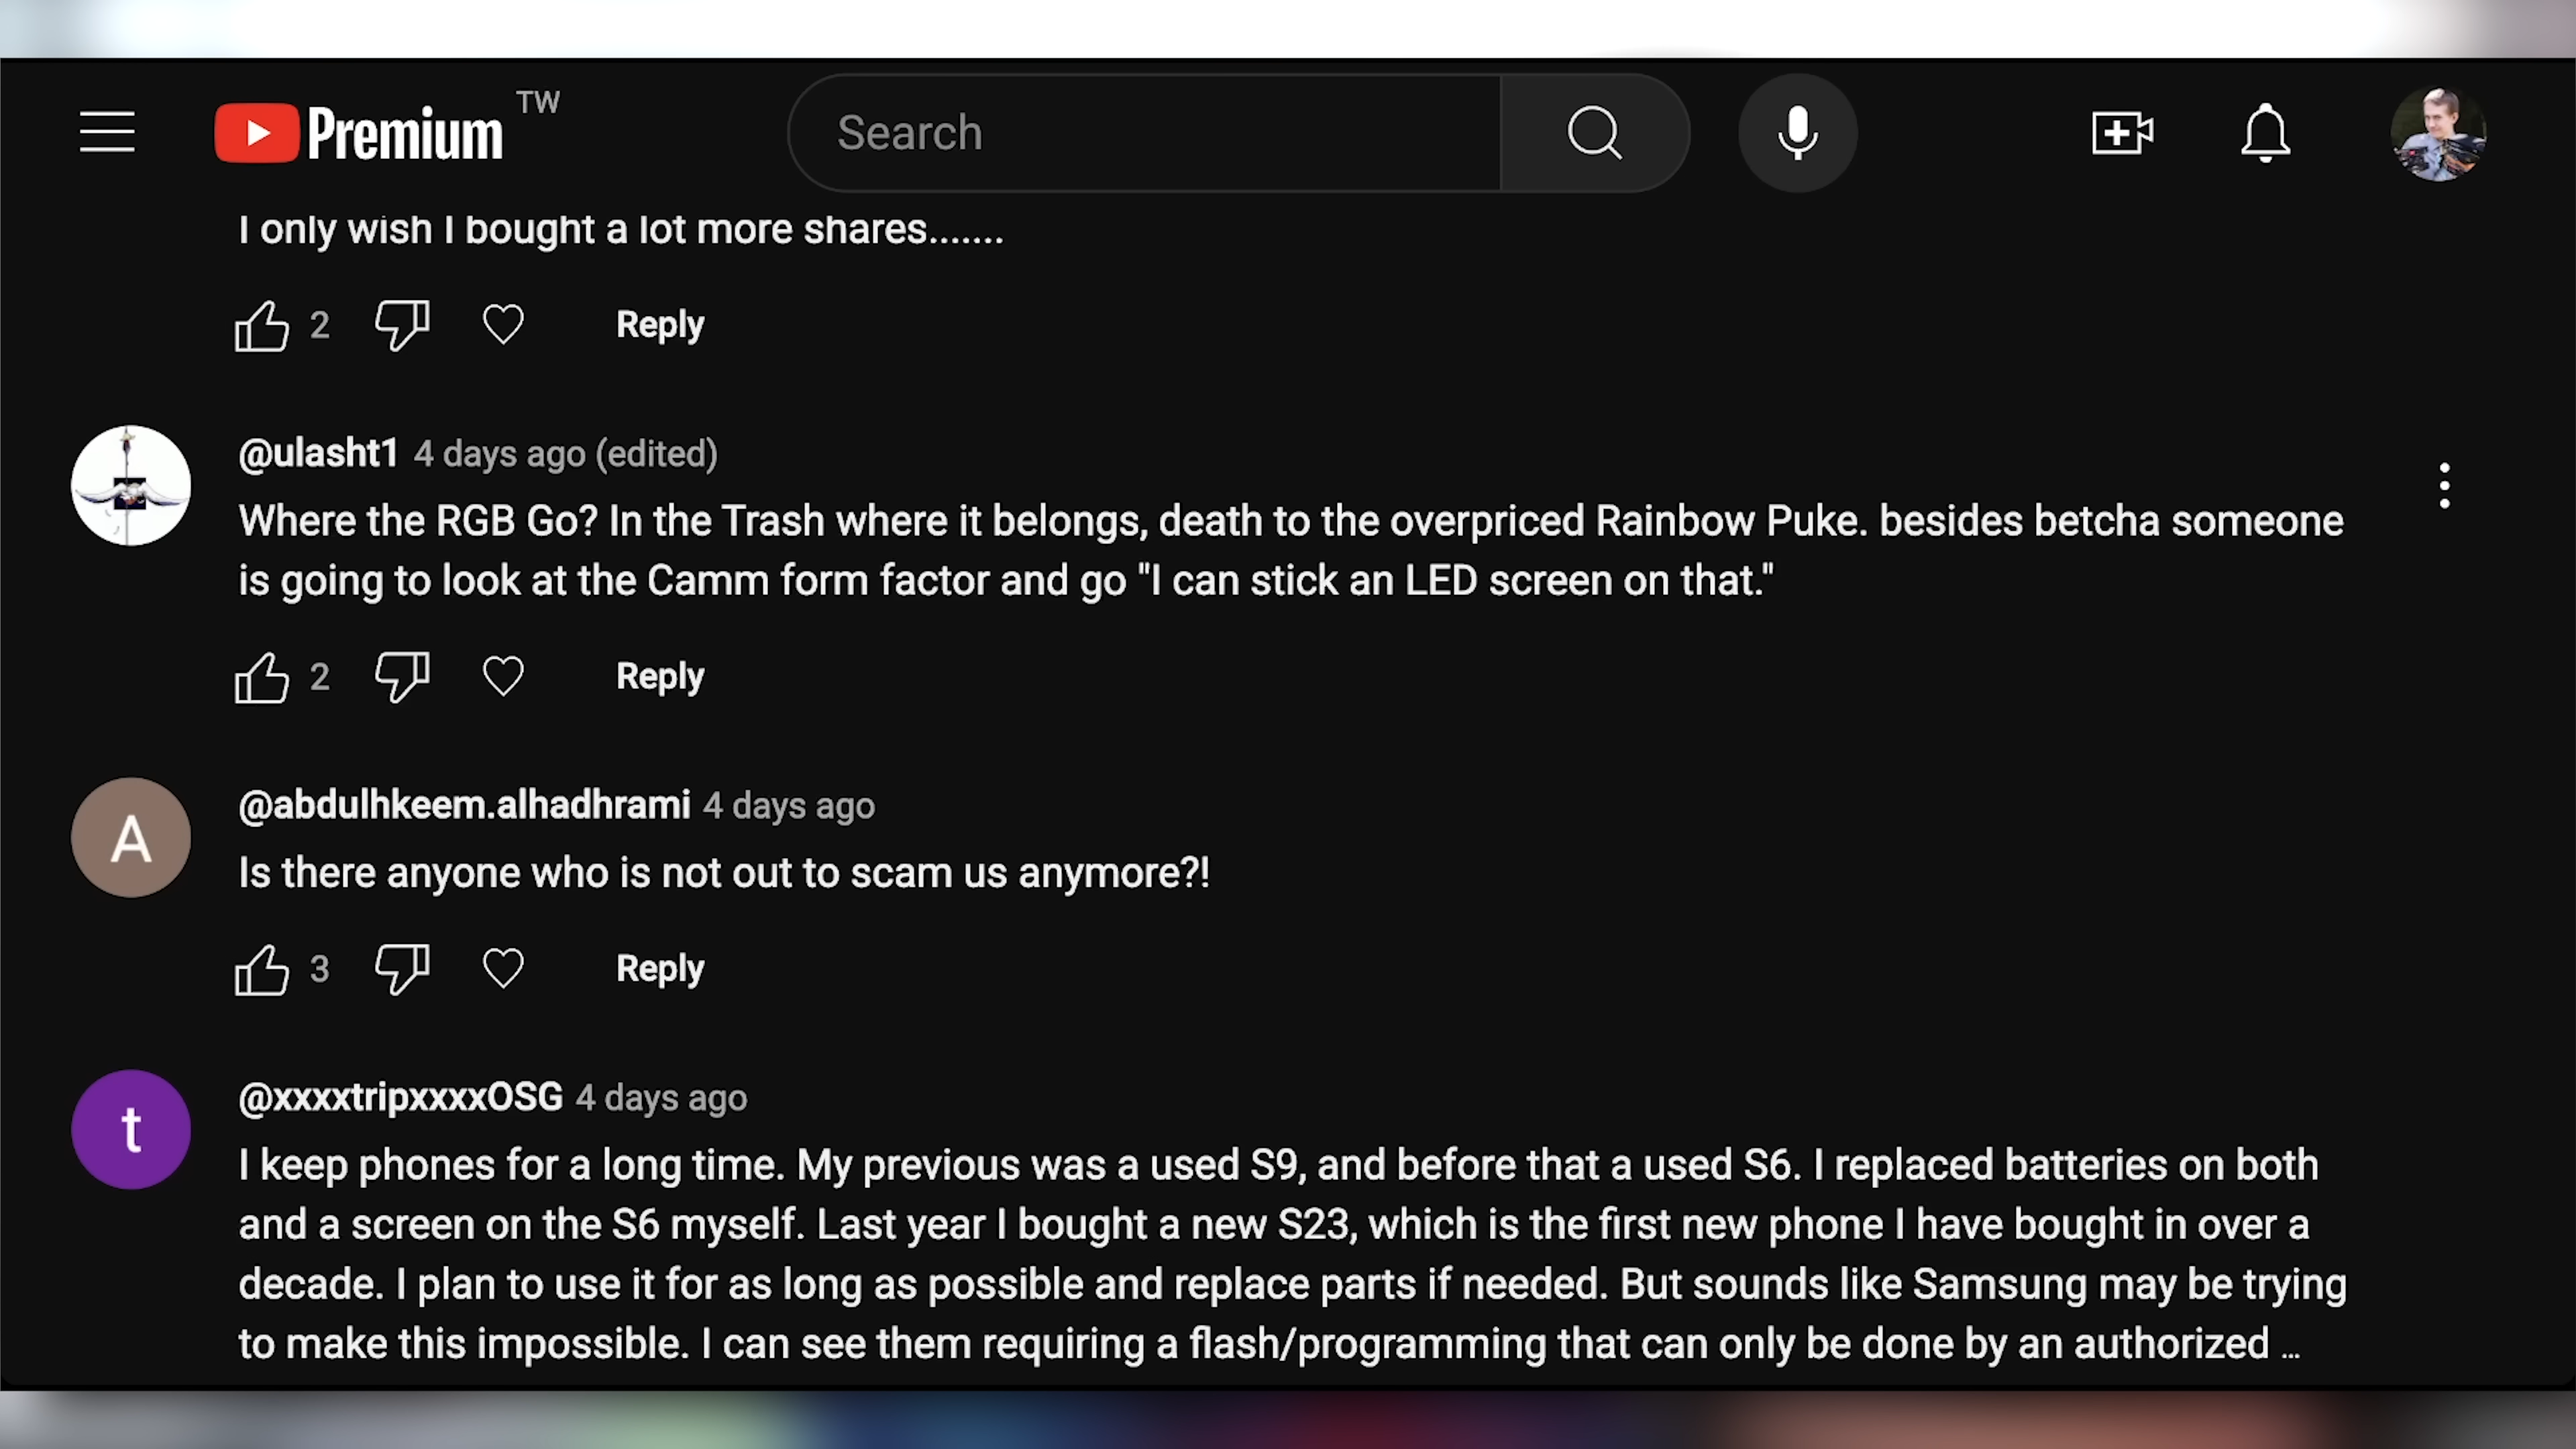 Premium TW
Search
I only wish I bought a lot more shares.......
2
Reply
@ulasht1 4 days ago (edited)
Where the RGB Go? In the Trash where it belongs, death to the overpriced Rainbow Puke. besides betcha someone
is going to look at the Camm form factor and go "I can stick an LED screen on that."
2
Reply
A
@abdulhkeem.alhadhrami 4 days ago
Is there anyone who is not out to scam us anymore?!
3
Reply
t
@xxxxtripxxxxOSG 4 days ago
I keep phones for a long time. My previous was a used S9, and before that a used S6. I replaced batteries on both
and a screen on the S6 myself. Last year I bought a new S23, which is the first new phone I have bought in over a
decade. I plan to use it for as long as possible and replace parts if needed. But sounds like Samsung may be trying
to make this impossible. I can see them requiring a flash/programming that can only be done by an authorized ...